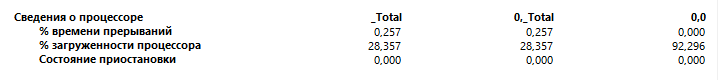 Сведения о процессоре _Total 0,_Total 0,0
% времени прерываний 0,257 0,257 0,000
% загруженности процессора 28,357 28,357 92,296
Состояние приостановки 0,000 0,000 0,000